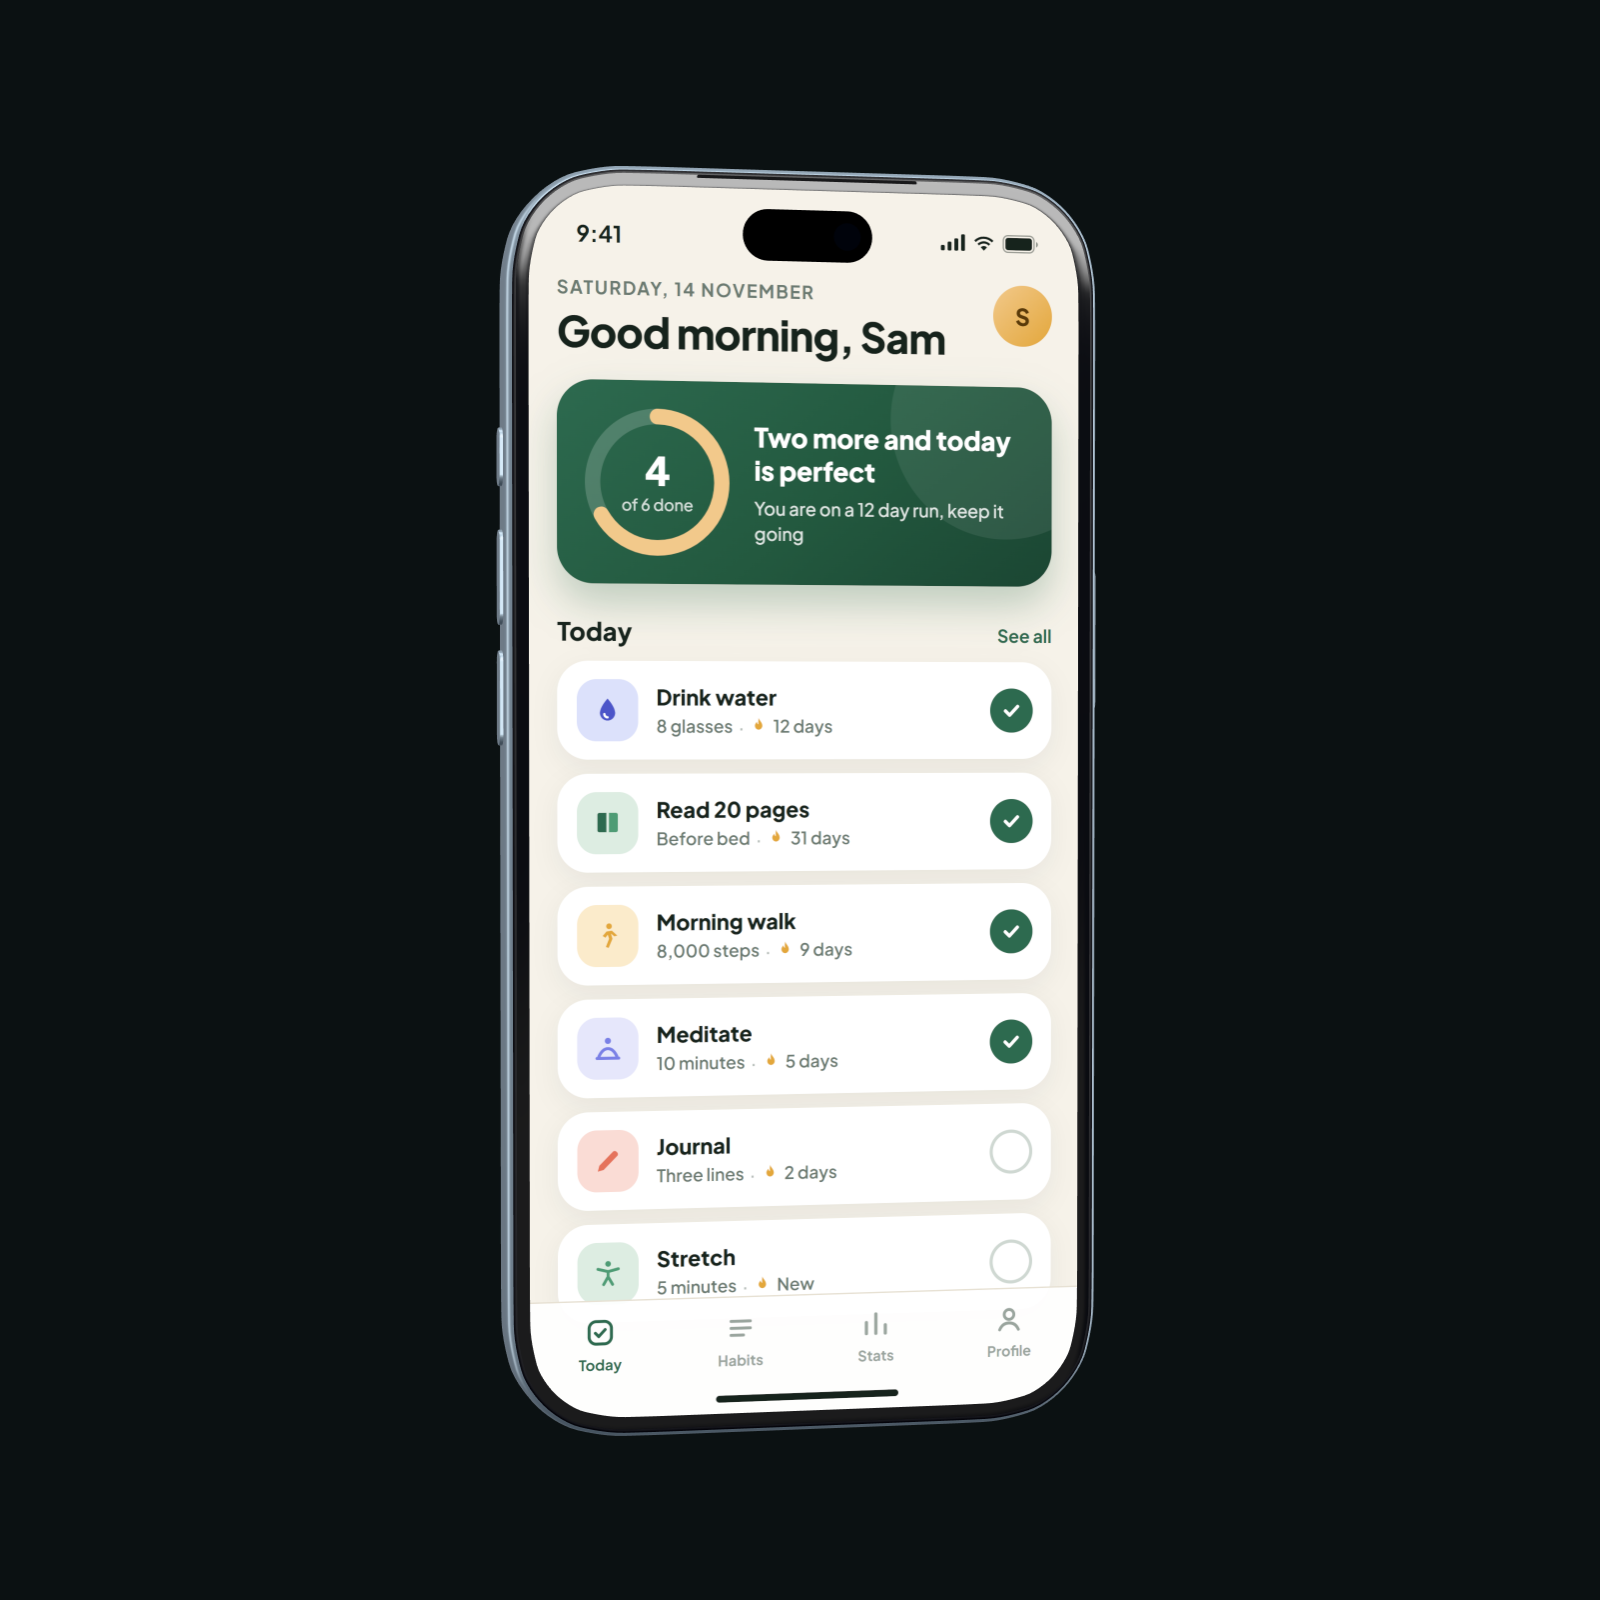 9:41
SATURDAY, 14 NOVEMBER
Good morning, Sam
S
4
of 6 done
Two more and today
is perfect
You are on a 12 day run, keep it
going
Today
See all
Drink water
8 glasses · 12 days
Read 20 pages
Before bed · 31 days
Morning walk
8,000 steps · 9 days
Meditate
10 minutes · 5 days
Journal
Three lines · 2 days
Stretch
5 minutes · New
Today
Habits
Stats
Profile